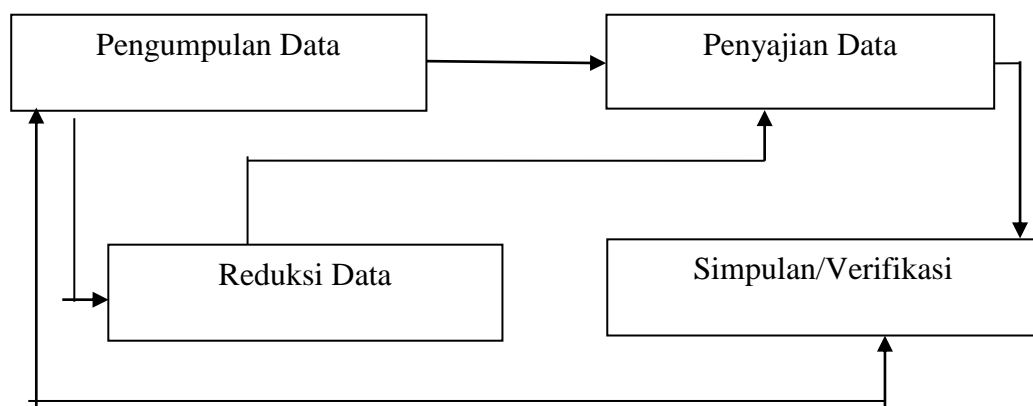 Pengumpulan Data
Penyajian Data
Reduksi Data
Simpulan/Verifikasi